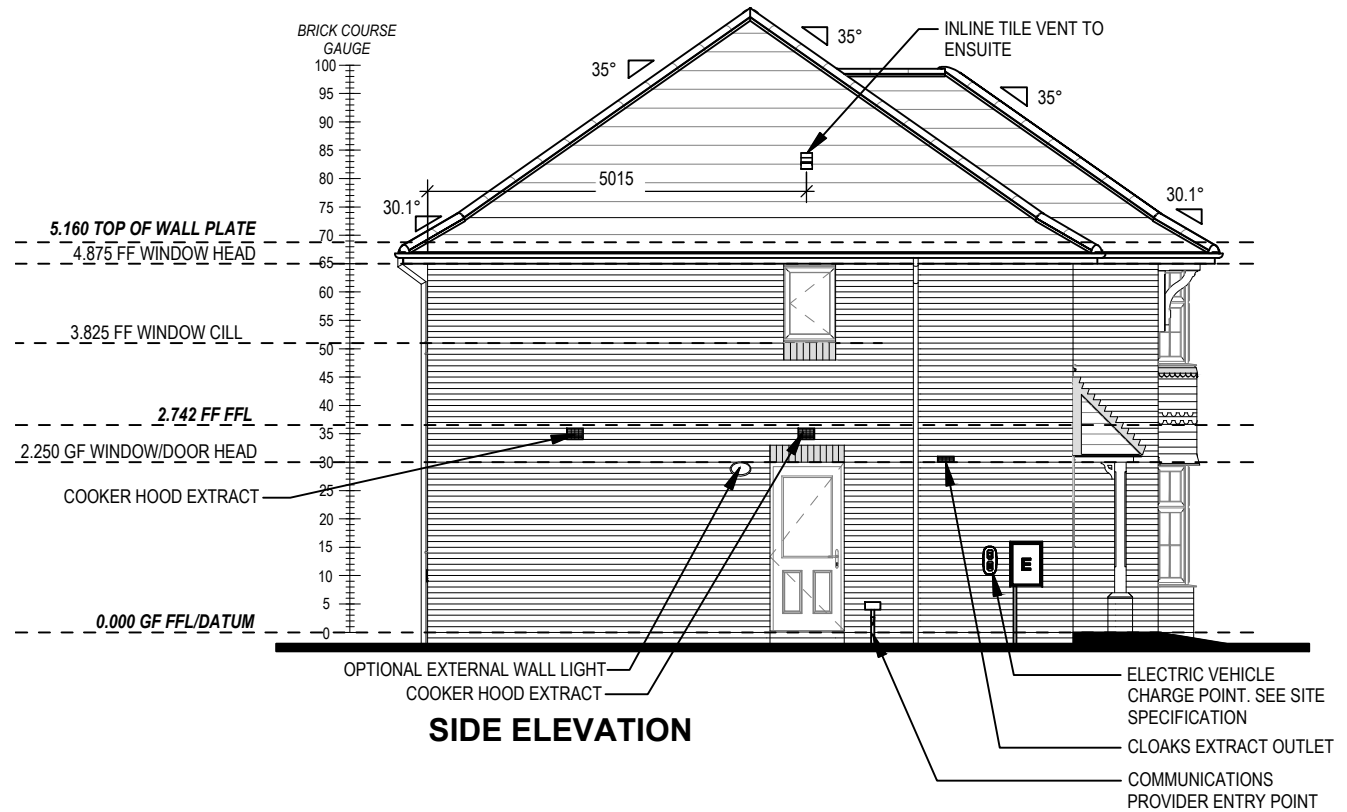 BRICK COURSE
GAUGE
INLINE TILE VENT TO
ENSUITE
35°
35°
35°
100
95
90
85
80
75
70
65
60
55
50
45
40
35
30
25
20
15
10
5
0
5015
30.1°
30.1°
5.160 TOP OF WALL PLATE
4.875 FF WINDOW HEAD
3.825 FF WINDOW CILL
2.742 FF FFL
2.250 GF WINDOW/DOOR HEAD
COOKER HOOD EXTRACT
E
0.000 GF FFL/DATUM
OPTIONAL EXTERNAL WALL LIGHT
COOKER HOOD EXTRACT
SIDE ELEVATION
ELECTRIC VEHICLE
CHARGE POINT. SEE SITE
SPECIFICATION
CLOAKS EXTRACT OUTLET
COMMUNICATIONS
PROVIDER ENTRY POINT